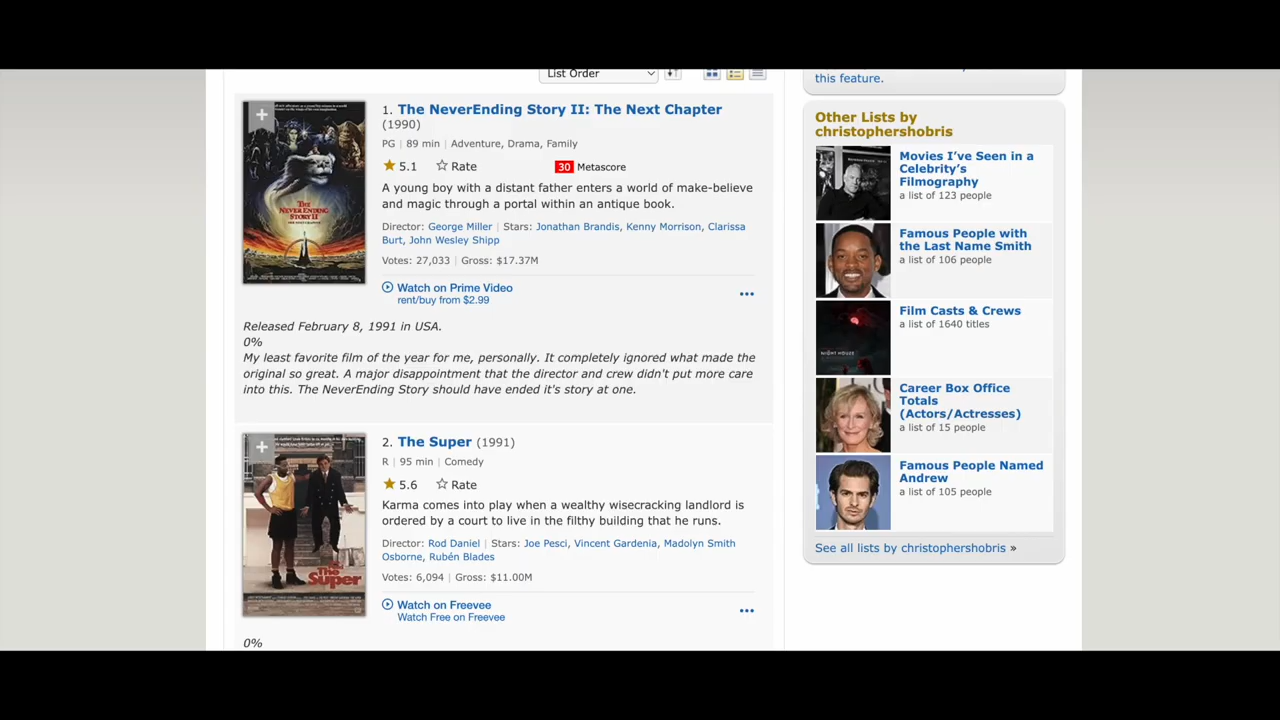 List Order
this feature.
1. The NeverEnding Story II: The Next Chapter
(1990)
PG | 89 min | Adventure, Drama, Family
5.1 Rate 30 Metascore
A young boy with a distant father enters a world of make-believe
and magic through a portal within an antique book.
Director: George Miller | Stars: Jonathan Brandis, Kenny Morrison, Clarissa
Burt, John Wesley Shipp
Votes: 27,033 | Gross: $17.37M
Watch on Prime Video
rent/buy from $2.99
Released February 8, 1991 in USA.
0%
My least favorite film of the year for me, personally. It completely ignored what made the
original so great. A major disappointment that the director and crew didn't put more care
into this. The NeverEnding Story should have ended it's story at one.
THE
NEVERENDING
STORY II
2. The Super (1991)
R | 95 min | Comedy
5.6 Rate
Karma comes into play when a wealthy wisecracking landlord is
ordered by a court to live in the filthy building that he runs.
Director: Rod Daniel | Stars: Joe Pesci, Vincent Gardenia, Madolyn Smith
Osborne, Rubén Blades
Votes: 6,094 | Gross: $11.00M
Watch on Freevee
Watch Free on Freevee
The
Super
0%
Other Lists by
christophershobris
Movies I've Seen in a
Celebrity's
Filmography
a list of 123 people
Famous People with
the Last Name Smith
a list of 106 people
Film Casts & Crews
a list of 1640 titles
NIGHT HOUSE
Career Box Office
Totals
(Actors/Actresses)
a list of 15 people
Famous People Named
Andrew
a list of 105 people
See all lists by christophershobris »